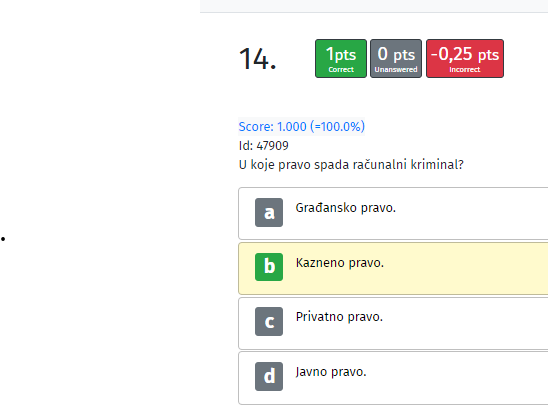 14.
1pts
Correct
0 pts
Unanswered
-0,25 pts
Incorrect
Score: 1.000 (=100.0%)
Id: 47909
U koje pravo spada računalni kriminal?
a Građansko pravo.
b Kazneno pravo.
c Privatno pravo.
d Javno pravo.